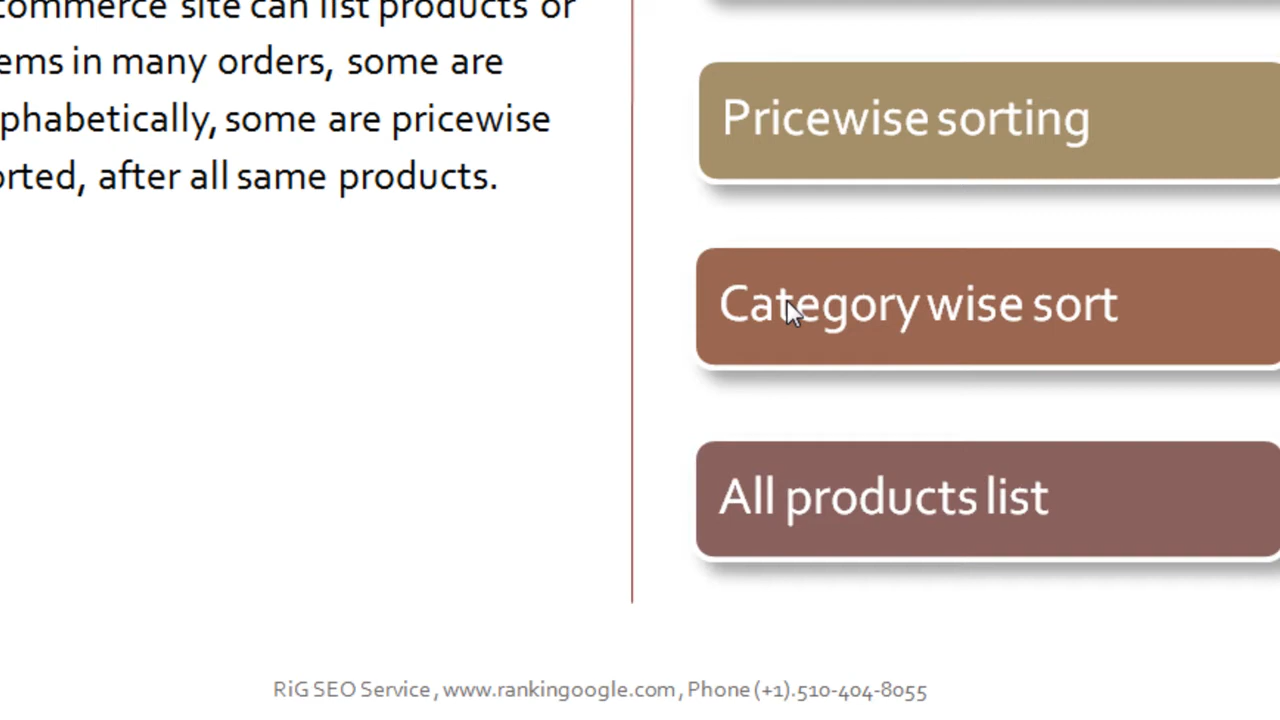 commerce site can list products or
ems in many orders, some are
phabetically, some are pricewise
orted, after all same products.
Pricewise sorting
Category wise sort
All products list
RiG SEO Service , www.rankingoogle.com , Phone (+1).510-404-8055